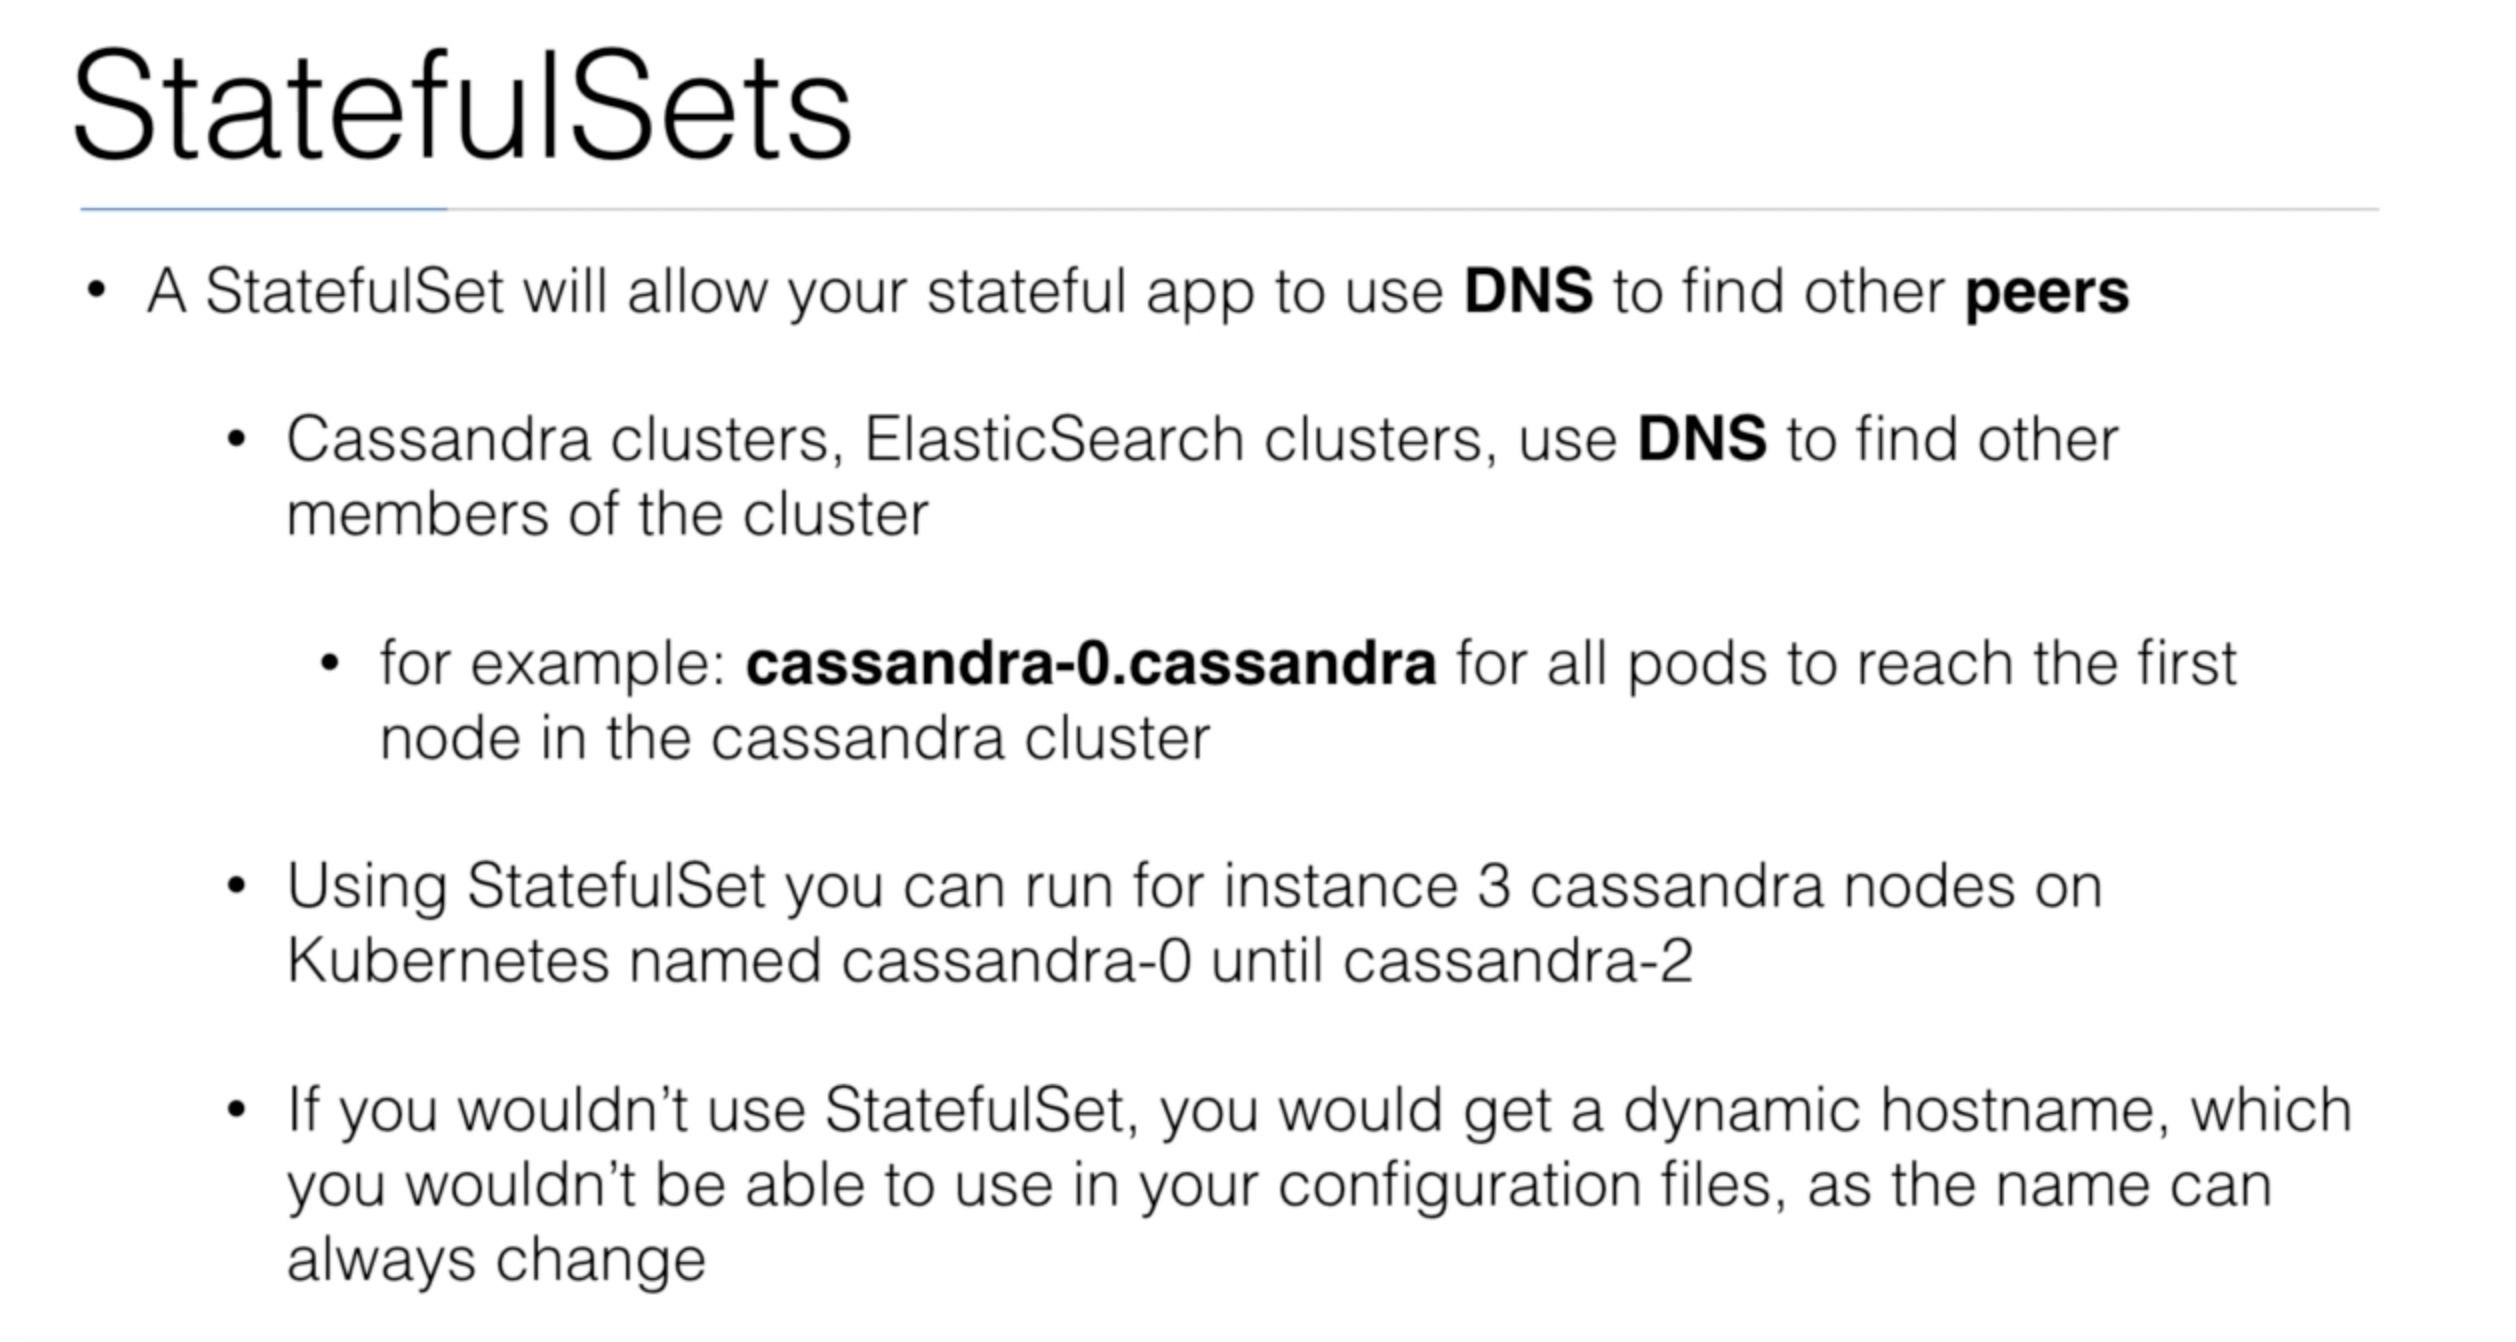 StatefulSets
• A StatefulSet will allow your stateful app to use DNS to find other peers
• Cassandra clusters, ElasticSearch clusters, use DNS to find other
members of the cluster
• for example: cassandra-0.cassandra for all pods to reach the first
node in the cassandra cluster
• Using StatefulSet you can run for instance 3 cassandra nodes on
Kubernetes named cassandra-0 until cassandra-2
• If you wouldn’t use StatefulSet, you would get a dynamic hostname, which
you wouldn’t be able to use in your configuration files, as the name can
always change